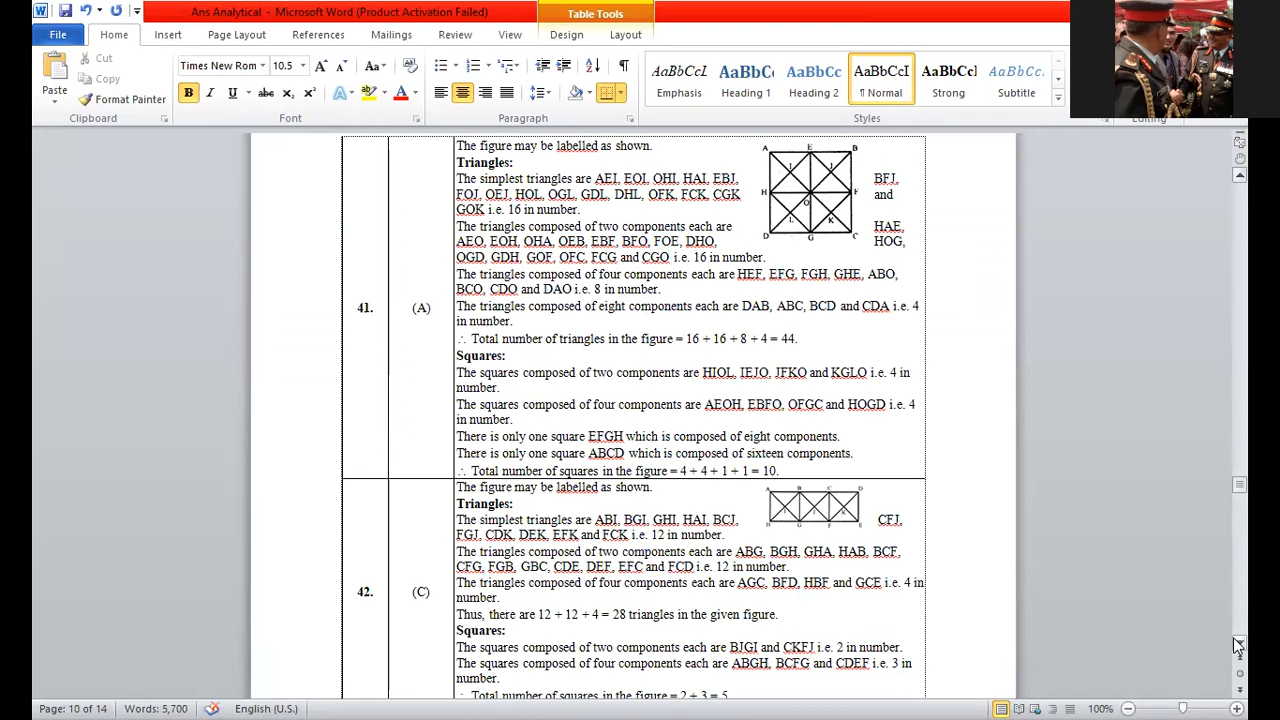 Ans Analytical - Microsoft Word (Product Activation Failed)
Table Tools
File Home Insert Page Layout References Mailings Review View Design Layout
Cut
Copy
Format Painter
Paste
Clipboard
Times New Rom 10.5
Font
Paragraph
AaBbCcI Emphasis
AaBbCc Heading 1
AaBbCc Heading 2
AaBbCcI ¶ Normal
AaBbCcl Strong
AaBbCc Subtitle
Styles
Editing
41. (A)
The figure may be labelled as shown.
Triangles:
The simplest triangles are AEI, EOI, OHI, HAI, EBJ, BFJ,
FOJ, OEJ, HOL, OGL, GDL, DHL, OFK, FCK, CGK and
GOK i.e. 16 in number.
The triangles composed of two components each are HAE,
AEO, EOH, OHA, OEB, EBF, BFO, FOE, DHO, HOG,
OGD, GDH, GOF, OFC, FCG and CGO i.e. 16 in number.
The triangles composed of four components each are HEF, EFG, FGH, GHE, ABO,
BCO, CDO and DAO i.e. 8 in number.
The triangles composed of eight components each are DAB, ABC, BCD and CDA i.e. 4
in number.
∴ Total number of triangles in the figure = 16 + 16 + 8 + 4 = 44.
Squares:
The squares composed of two components are HIOL, IEJO, JFKO and KGLO i.e. 4 in
number.
The squares composed of four components are AEOH, EBFO, OFGC and HOGD i.e. 4
in number.
There is only one square EFGH which is composed of eight components.
There is only one square ABCD which is composed of sixteen components.
∴ Total number of squares in the figure = 4 + 4 + 1 + 1 = 10.
A E B
I J
H O F
L K
D G C
42. (C)
The figure may be labelled as shown.
Triangles:
The simplest triangles are ABI, BGI, GHI, HAI, BCJ, CFJ,
FGJ, CDK, DEK, EFK and FCK i.e. 12 in number.
The triangles composed of two components each are ABG, BGH, GHA, HAB, BCF,
CFG, FGB, GBC, CDE, DEF, EFC and FCD i.e. 12 in number.
The triangles composed of four components each are AGC, BFD, HBF and GCE i.e. 4 in
number.
Thus, there are 12 + 12 + 4 = 28 triangles in the given figure.
Squares:
The squares composed of two components each are BJGI and CKFJ i.e. 2 in number.
The squares composed of four components each are ABGH, BCFG and CDEF i.e. 3 in
number.
∴ Total number of squares in the figure = 2 + 3 = 5
A B C D
I J K
H G F E
Page: 10 of 14 Words: 5,700 English (U.S.) 100%